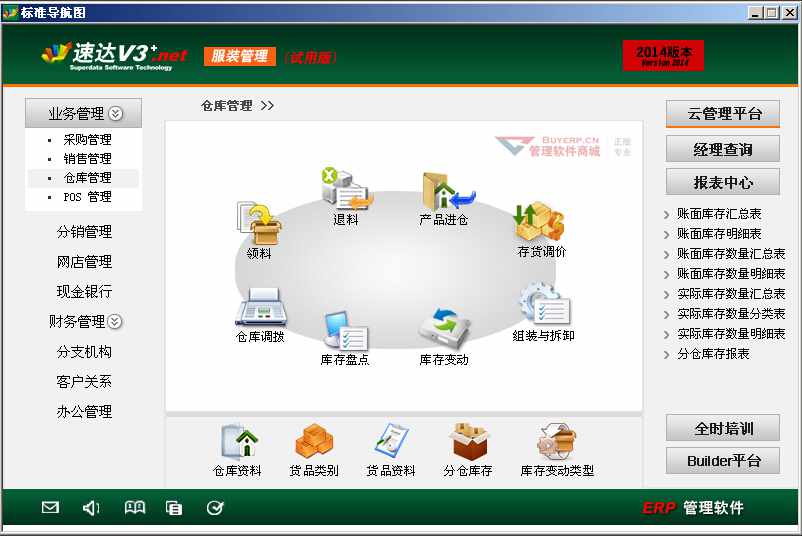 标准导航图
速达V3+.net
Superdata Software Technology
服装管理
(试用版)
2014版本
Version 2014
业务管理
采购管理
销售管理
仓库管理
POS 管理
分销管理
网店管理
现金银行
财务管理
分支机构
客户关系
办公管理
仓库管理 >>
BUYERP.CN
管理软件商城
正版
专业
退料
产品进仓
领料
存货调价
仓库调拨
组装与拆卸
库存盘点
库存变动
仓库资料
货品类别
货品资料
分仓库存
库存变动类型
云管理平台
经理查询
报表中心
账面库存汇总表
账面库存明细表
账面库存数量汇总表
账面库存数量明细表
实际库存数量汇总表
实际库存数量分类表
实际库存数量明细表
分仓库存报表
全时培训
Builder平台
ERP 管理软件